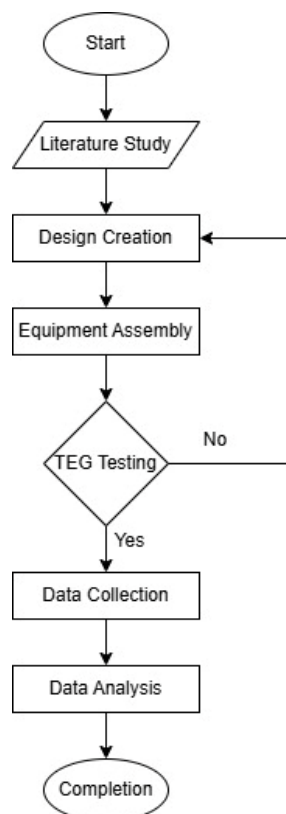 Start
Literature Study
Design Creation
Equipment Assembly
TEG Testing
No
Yes
Data Collection
Data Analysis
Completion